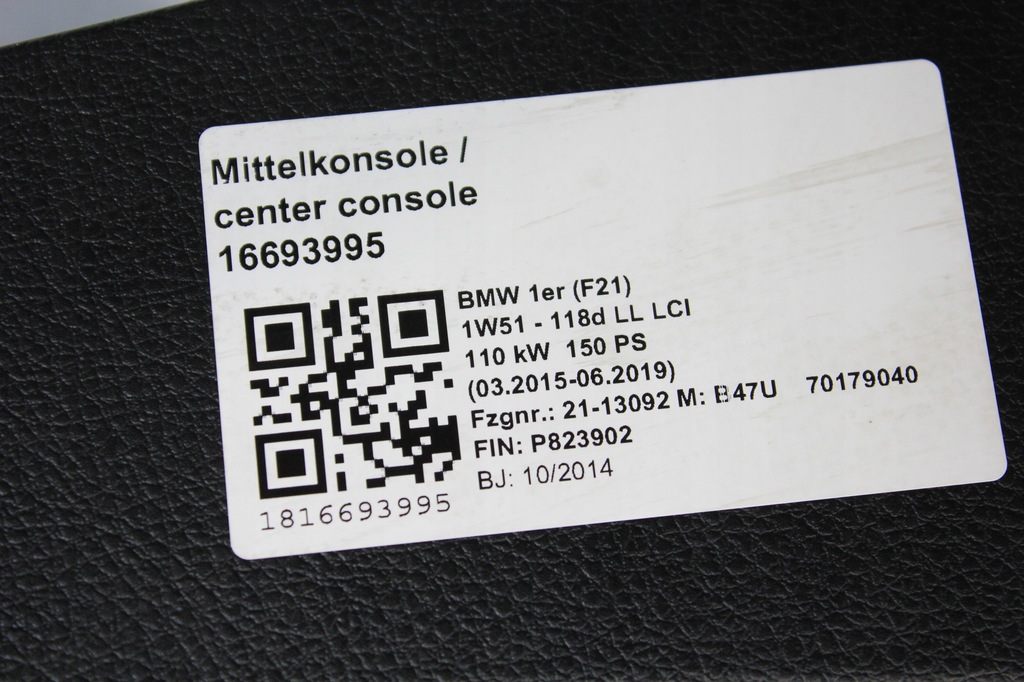 Mittelkonsole /
center console
16693995
BMW 1er (F21)
1W51 - 118d LL LCI
110 kW 150 PS
(03.2015-06.2019)
Fzgnr.: 21-13092 M: B47U 70179040
FIN: P823902
BJ: 10/2014
1816693995